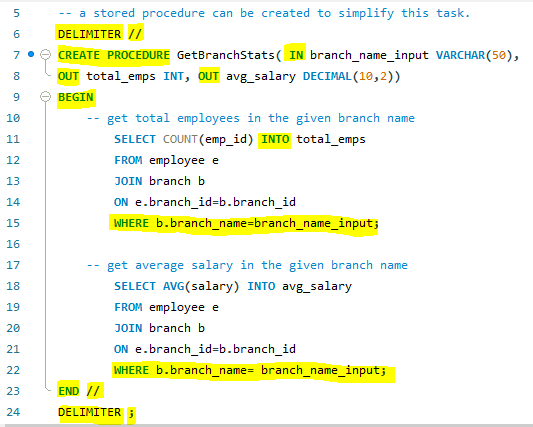 5 -- a stored procedure can be created to simplify this task.
6 DELIMITER //
7 CREATE PROCEDURE GetBranchStats( IN branch_name_input VARCHAR(50),
8 OUT total_emps INT, OUT avg_salary DECIMAL(10,2))
9 BEGIN
10 -- get total employees in the given branch name
11 SELECT COUNT(emp_id) INTO total_emps
12 FROM employee e
13 JOIN branch b
14 ON e.branch_id=b.branch_id
15 WHERE b.branch_name=branch_name_input;
16
17 -- get average salary in the given branch name
18 SELECT AVG(salary) INTO avg_salary
19 FROM employee e
20 JOIN branch b
21 ON e.branch_id=b.branch_id
22 WHERE b.branch_name= branch_name_input;
23 END //
24 DELIMITER ;